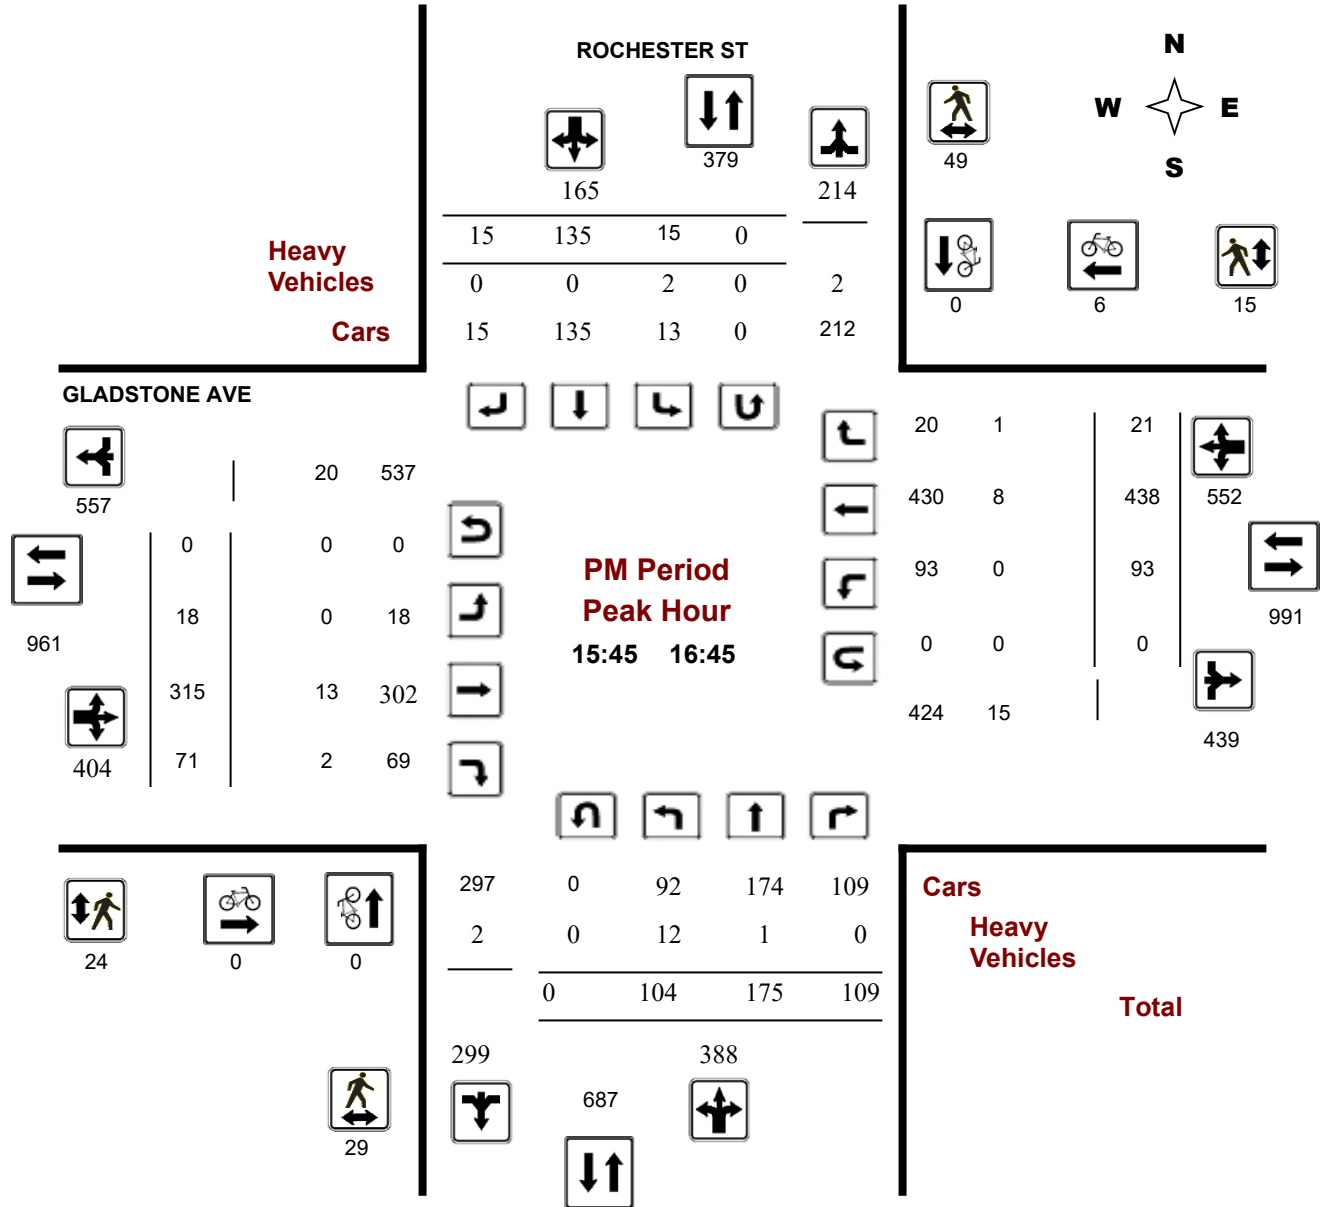 ROCHESTER ST
N
W E
S
379
49
165
214
15 135 15 0
Heavy
Vehicles
0 0 2 0 2
0 6 15
Cars
15 135 13 0 212
GLADSTONE AVE
20 1 21
20 537
557
430 8 438 552
0 0 0
PM Period
93 0 93
Peak Hour
18 0 18
991
961
15:45 16:45
0 0 0
315 13 302
424 15
439
404
71 2 69
297 0 92 174 109
Cars
2 0 12 1 0
Heavy
Vehicles
24 0 0
0 104 175 109
Total
299 388
687
29